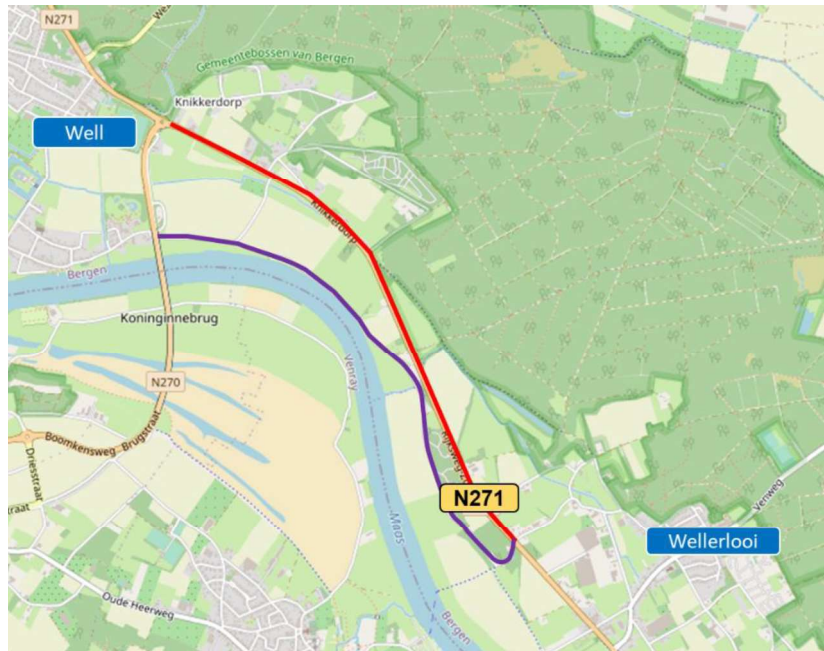 N271
Gemeentebossen van Bergen
Knikkerdorp
Well
Knikkerdorp
Bergen
Koninginnebrug
Venray
N270
Boomkensweg
Brugstraat
Driesstraat
Rijksweg
N271
Venweg
Wellerlooi
Maas
Oude Heerweg
Bergen